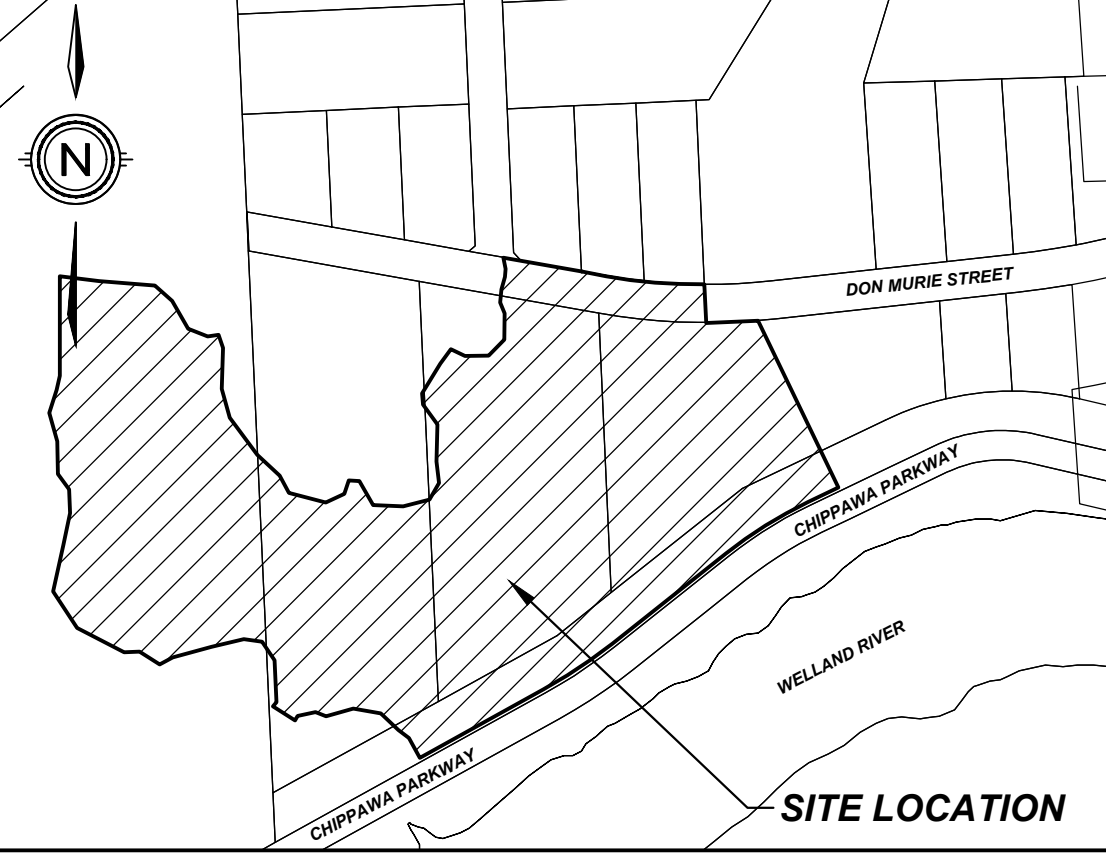 N
DON MURIE STREET
CHIPPAWA PARKWAY
WELLAND RIVER
CHIPPAWA PARKWAY
SITE LOCATION